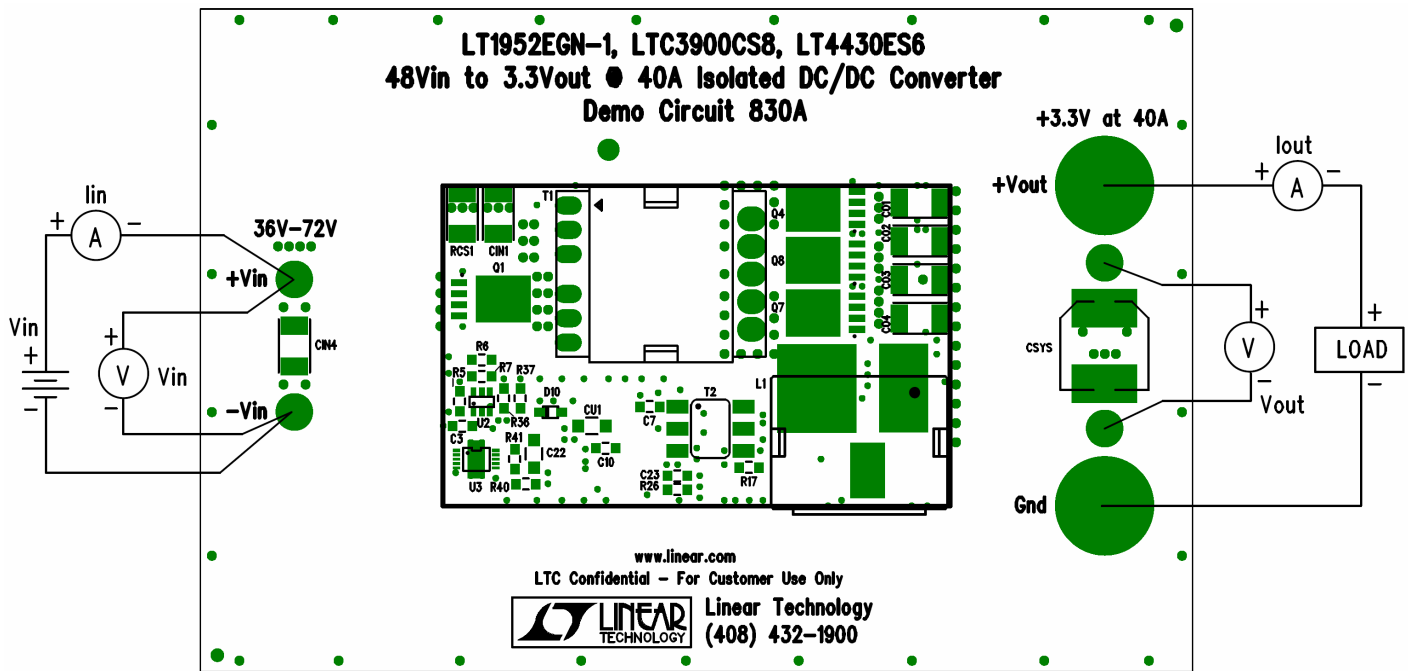 LT1952EGN-1, LTC3900CS8, LT4430ES6
48Vin to 3.3Vout @ 40A Isolated DC/DC Converter
Demo Circuit 830A
+3.3V at 40A
Iout
+ A -
+Vout
Iin
+ A -
36V-72V
+Vin
T1
Q4
CO1
RCS1
CIN1
CO2
Q1
Q8
CO3
Q7
CO4
Vin
+
-
CIN4
+
V
-
Vin
-Vin
R6
R7
R37
R5
D10
CU1
U2
R36
C3
R41
C22
C10
U3
R40
C7
T2
L1
C23
R26
R17
CSYS
+
V
-
Vout
+
LOAD
-
Gnd
www.linear.com
LTC Confidential - For Customer Use Only
LT LINEAR TECHNOLOGY
Linear Technology
(408) 432-1900